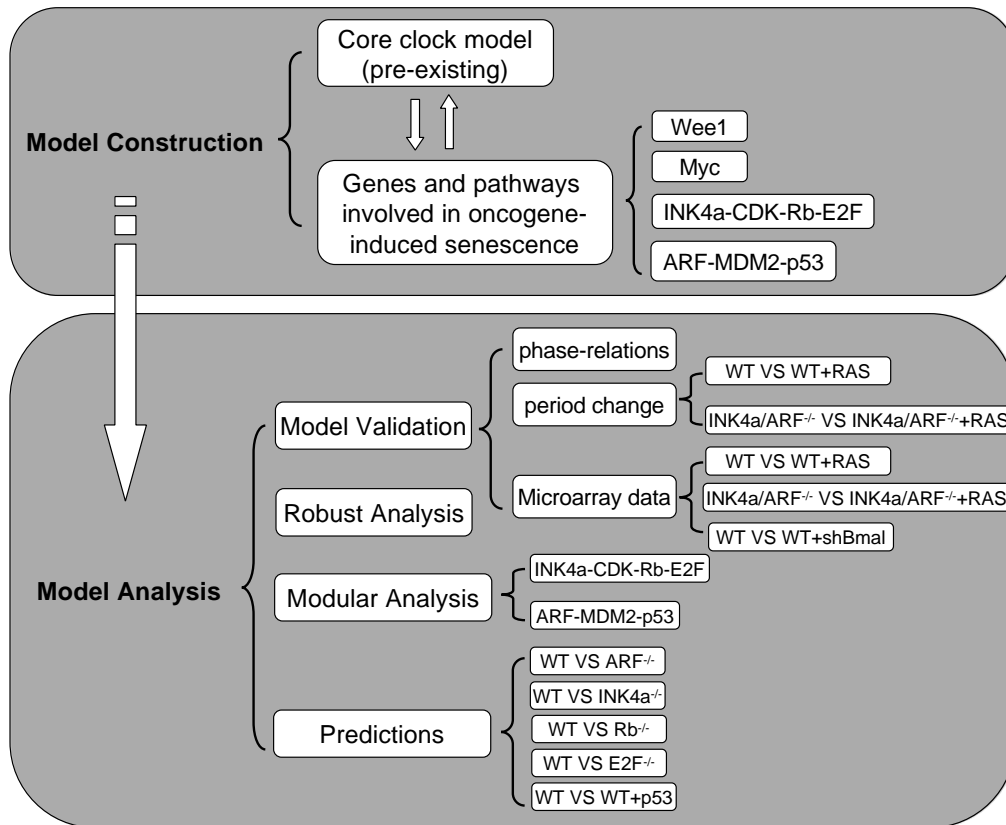 Core clock model
(pre-existing)
Model Construction
Genes and pathways
involved in oncogene-
induced senescence
Wee1
Myc
INK4a-CDK-Rb-E2F
ARF-MDM2-p53
Model Analysis
Model Validation
phase-relations
period change
WT VS WT+RAS
INK4a/ARF-/- VS INK4a/ARF-/-+RAS
Microarray data
WT VS WT+RAS
INK4a/ARF-/- VS INK4a/ARF-/-+RAS
WT VS WT+shBmal
Robust Analysis
Modular Analysis
INK4a-CDK-Rb-E2F
ARF-MDM2-p53
Predictions
WT VS ARF-/-
WT VS INK4a-/-
WT VS Rb-/-
WT VS E2F-/-
WT VS WT+p53